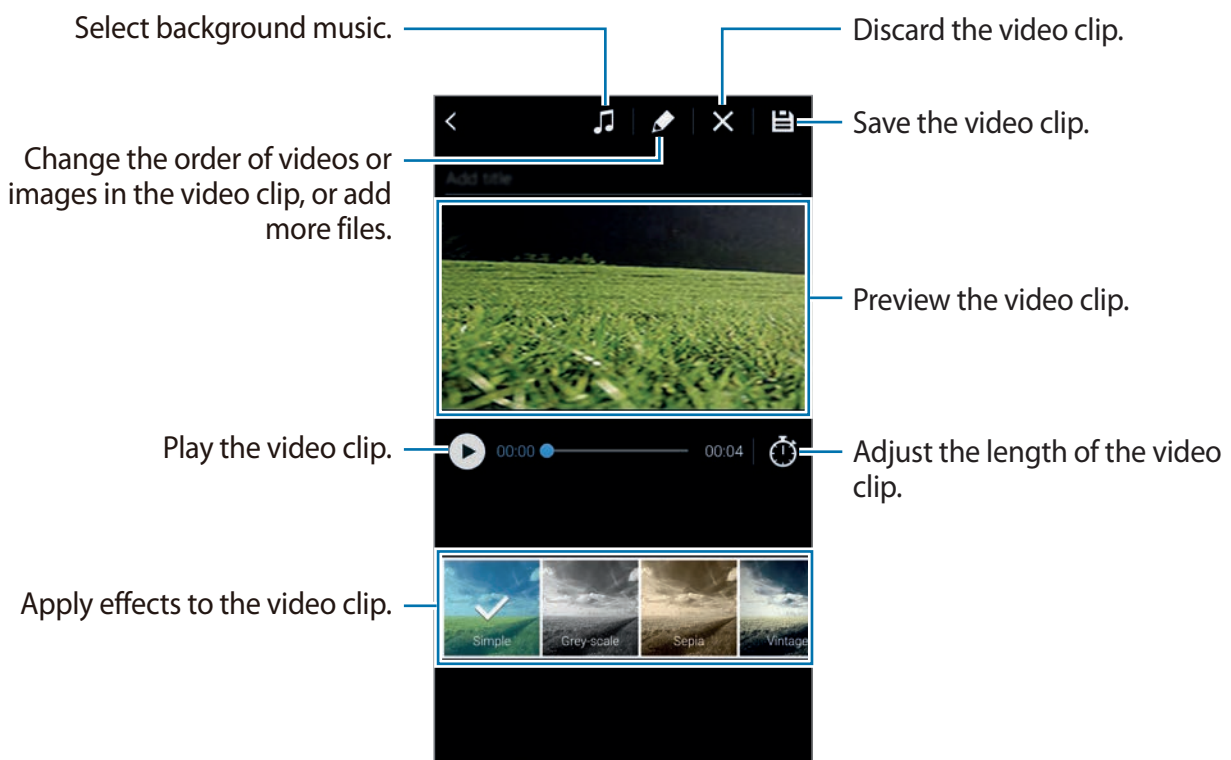 Select background music.
Discard the video clip.
Save the video clip.
Change the order of videos or
images in the video clip, or add
more files.
Add title
Preview the video clip.
Play the video clip.
00:00
00:04
Adjust the length of the video
clip.
Apply effects to the video clip.
Simple
Grey-scale
Sepia
Vintage